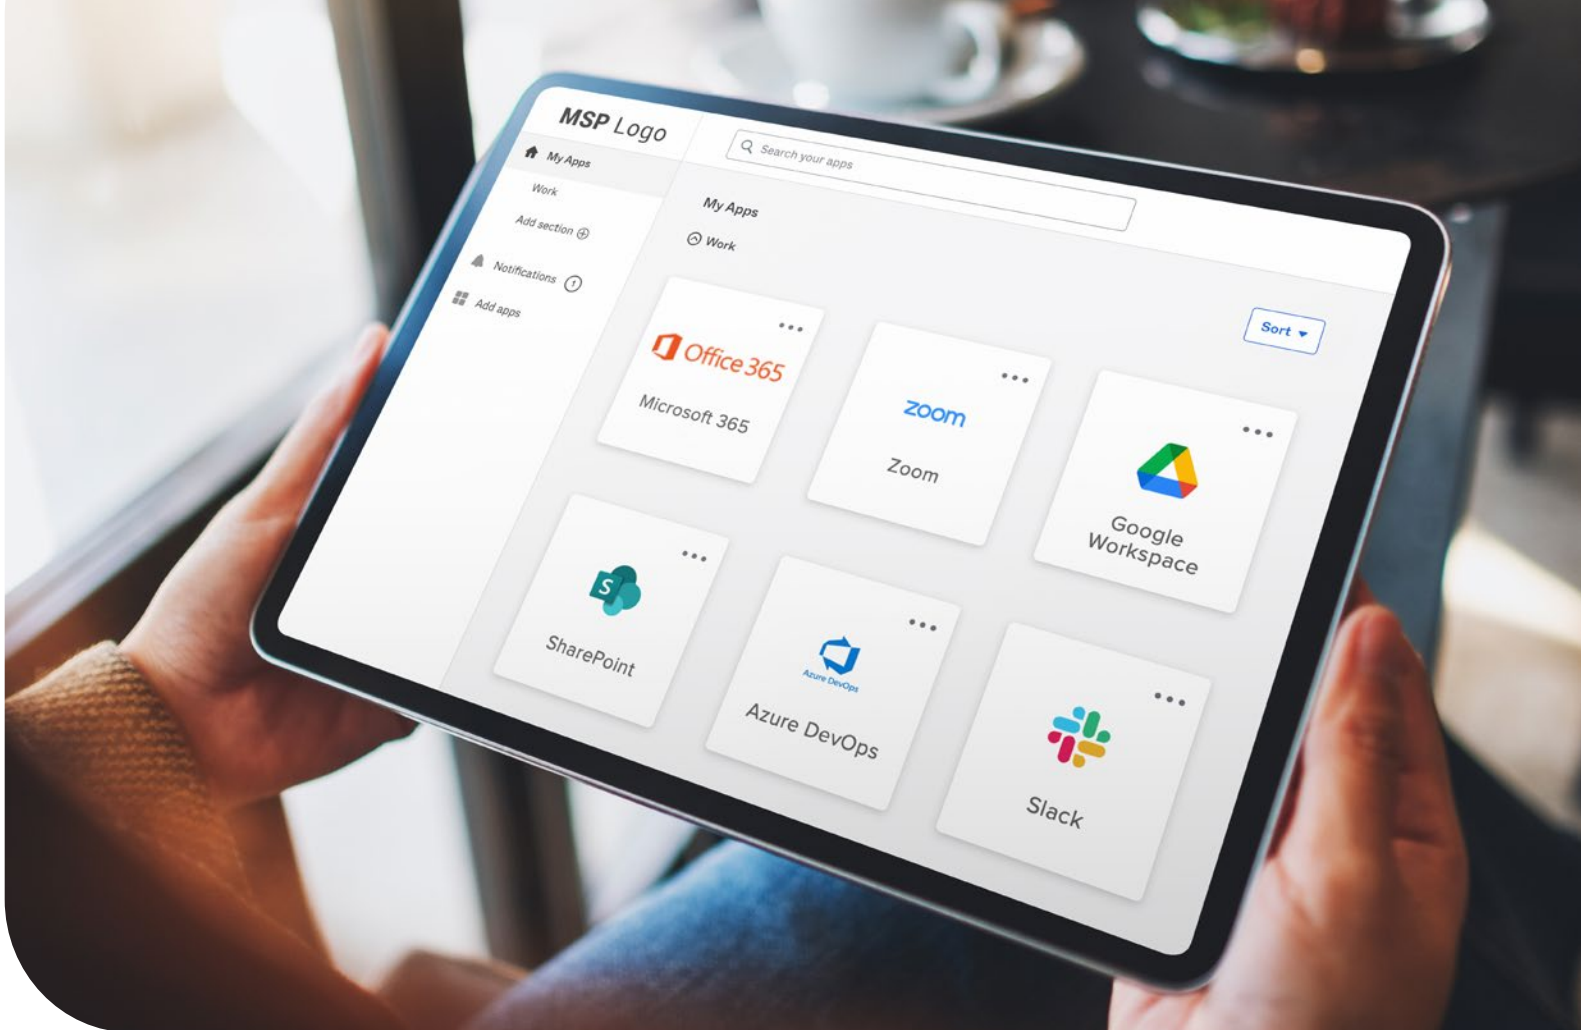 MSP Logo
Search your apps
My Apps
Work
Add section
Notifications 1
Add apps
My Apps
Work
Sort
Office 365
Microsoft 365
zoom
Zoom
Google
Workspace
S
SharePoint
Azure DevOps
Azure DevOps
Slack